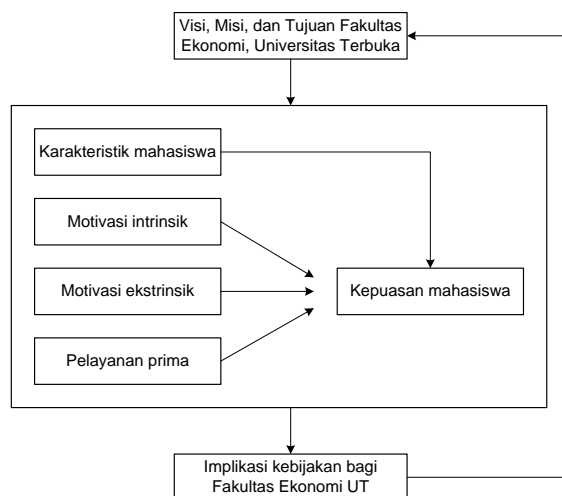 Visi, Misi, dan Tujuan Fakultas
Ekonomi, Universitas Terbuka
Karakteristik mahasiswa
Motivasi intrinsik
Motivasi ekstrinsik
Kepuasan mahasiswa
Pelayanan prima
Implikasi kebijakan bagi
Fakultas Ekonomi UT